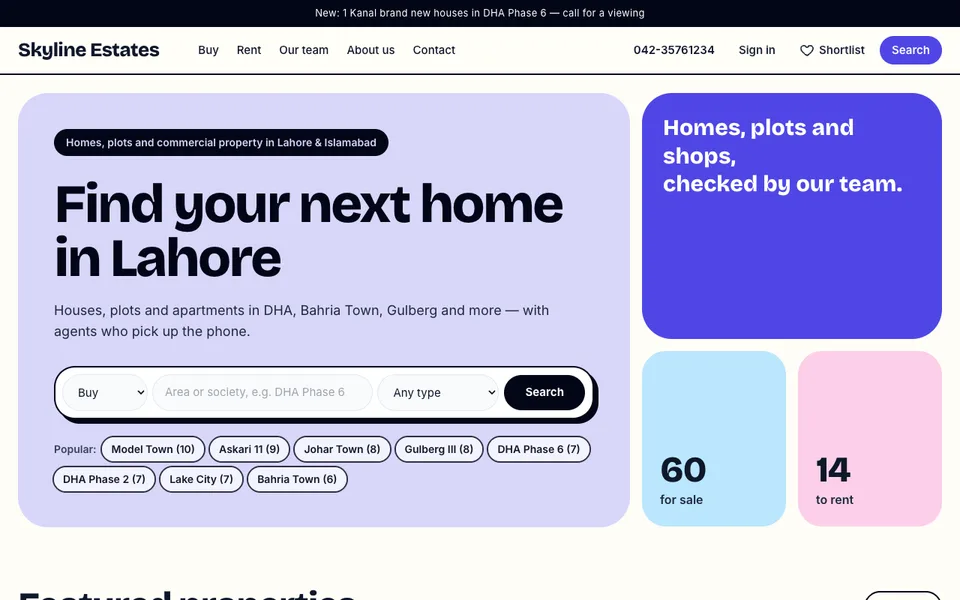 New: 1 Kanal brand new houses in DHA Phase 6 — call for a viewing
Skyline Estates
Buy
Rent
Our team
About us
Contact
042-35761234
Sign in
Shortlist
Search
Homes, plots and commercial property in Lahore & Islamabad
Find your next home
in Lahore
Houses, plots and apartments in DHA, Bahria Town, Gulberg and more — with
agents who pick up the phone.
Buy
Area or society, e.g. DHA Phase 6
Any type
Search
Popular:
Model Town (10)
Askari 11 (9)
Johar Town (8)
Gulberg III (8)
DHA Phase 6 (7)
DHA Phase 2 (7)
Lake City (7)
Bahria Town (6)
Homes, plots and
shops,
checked by our team.
60
for sale
14
to rent
Featured properties